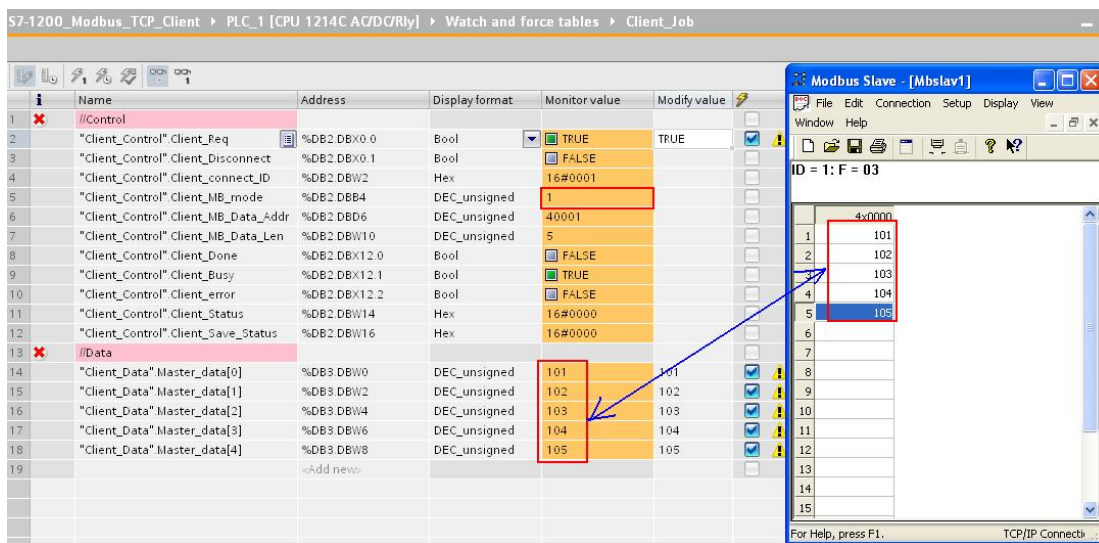 S7-1200_Modbus_TCP_Client ▸ PLC_1 [CPU 1214C AC/DC/Rly] ▸ Watch and force tables ▸ Client_Job
i Name Address Display format Monitor value Modify value
1 //Control
2 "Client_Control".Client_Req %DB2.DBX0.0 Bool TRUE TRUE
3 "Client_Control".Client_Disconnect %DB2.DBX0.1 Bool FALSE
4 "Client_Control".Client_connect_ID %DB2.DBW2 Hex 16#0001
5 "Client_Control".Client_MB_mode %DB2.DBB4 DEC_unsigned 1
6 "Client_Control".Client_MB_Data_Addr %DB2.DBD6 DEC_unsigned 40001
7 "Client_Control".Client_MB_Data_Len %DB2.DBW10 DEC_unsigned 5
8 "Client_Control".Client_Done %DB2.DBX12.0 Bool FALSE
9 "Client_Control".Client_Busy %DB2.DBX12.1 Bool TRUE
10 "Client_Control".Client_error %DB2.DBX12.2 Bool FALSE
11 "Client_Control".Client_Status %DB2.DBW14 Hex 16#0000
12 "Client_Control".Client_Save_Status %DB2.DBW16 Hex 16#0000
13 //Data
14 "Client_Data".Master_data[0] %DB3.DBW0 DEC_unsigned 101 101
15 "Client_Data".Master_data[1] %DB3.DBW2 DEC_unsigned 102 102
16 "Client_Data".Master_data[2] %DB3.DBW4 DEC_unsigned 103 103
17 "Client_Data".Master_data[3] %DB3.DBW6 DEC_unsigned 104 104
18 "Client_Data".Master_data[4] %DB3.DBW8 DEC_unsigned 105 105
19 <Add new>
Modbus Slave - [Mbslav1]
File Edit Connection Setup Display View
Window Help
ID = 1: F = 03
4x0000
1 101
2 102
3 103
4 104
5 105
6
7
8
9
10
11
12
13
14
15
For Help, press F1. TCP/IP Connecti